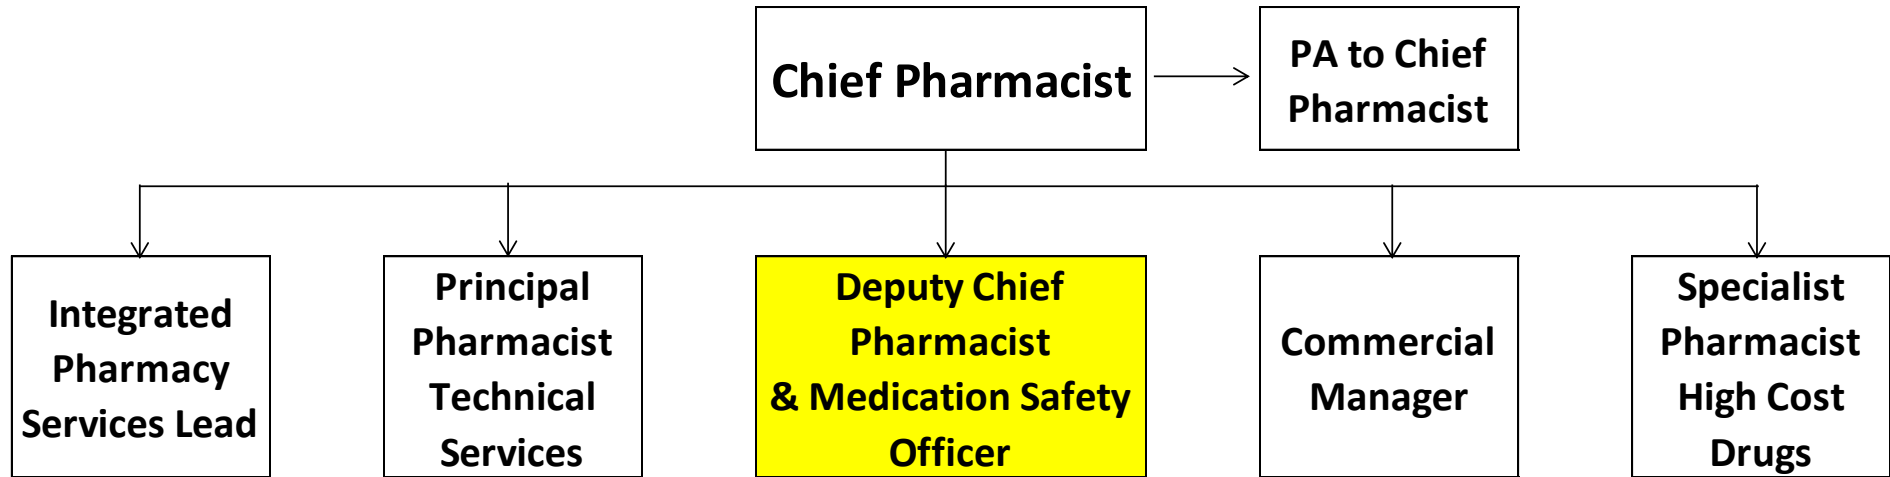 Chief Pharmacist
PA to Chief
Pharmacist
Integrated
Pharmacy
Services Lead
Principal
Pharmacist
Technical
Services
Deputy Chief
Pharmacist
& Medication Safety
Officer
Commercial
Manager
Specialist
Pharmacist
High Cost
Drugs